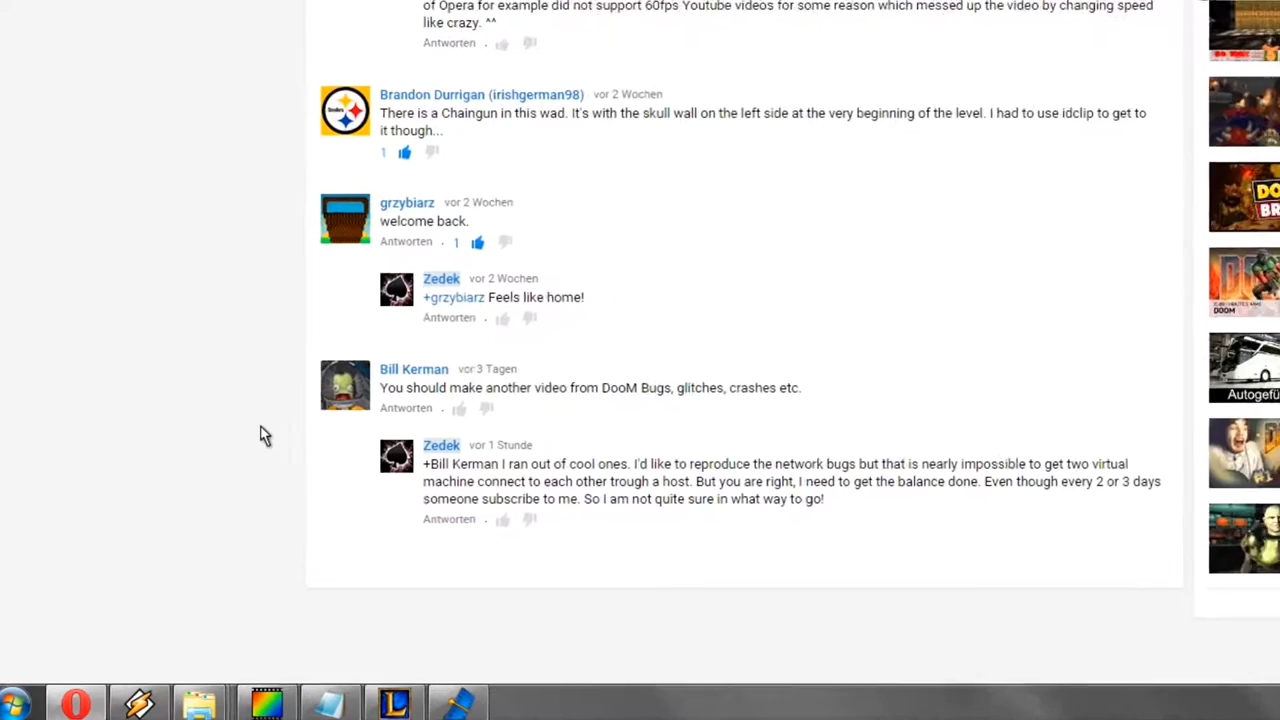 of Opera for example did not support 60fps Youtube videos for some reason which messed up the video by changing speed
like crazy. ^^
Antworten .
Brandon Durrigan (irishgerman98) vor 2 Wochen
There is a Chaingun in this wad. It's with the skull wall on the left side at the very beginning of the level. I had to use idclip to get to
it though...
1
grzybiarz vor 2 Wochen
welcome back.
Antworten . 1
Zedek vor 2 Wochen
+grzybiarz Feels like home!
Antworten .
Bill Kerman vor 3 Tagen
You should make another video from DooM Bugs, glitches, crashes etc.
Antworten .
Zedek vor 1 Stunde
+Bill Kerman I ran out of cool ones. I'd like to reproduce the network bugs but that is nearly impossible to get two virtual
machine connect to each other trough a host. But you are right, I need to get the balance done. Even though every 2 or 3 days
someone subscribe to me. So I am not quite sure in what way to go!
Antworten .
DO
BR
DOOM
Autogefü